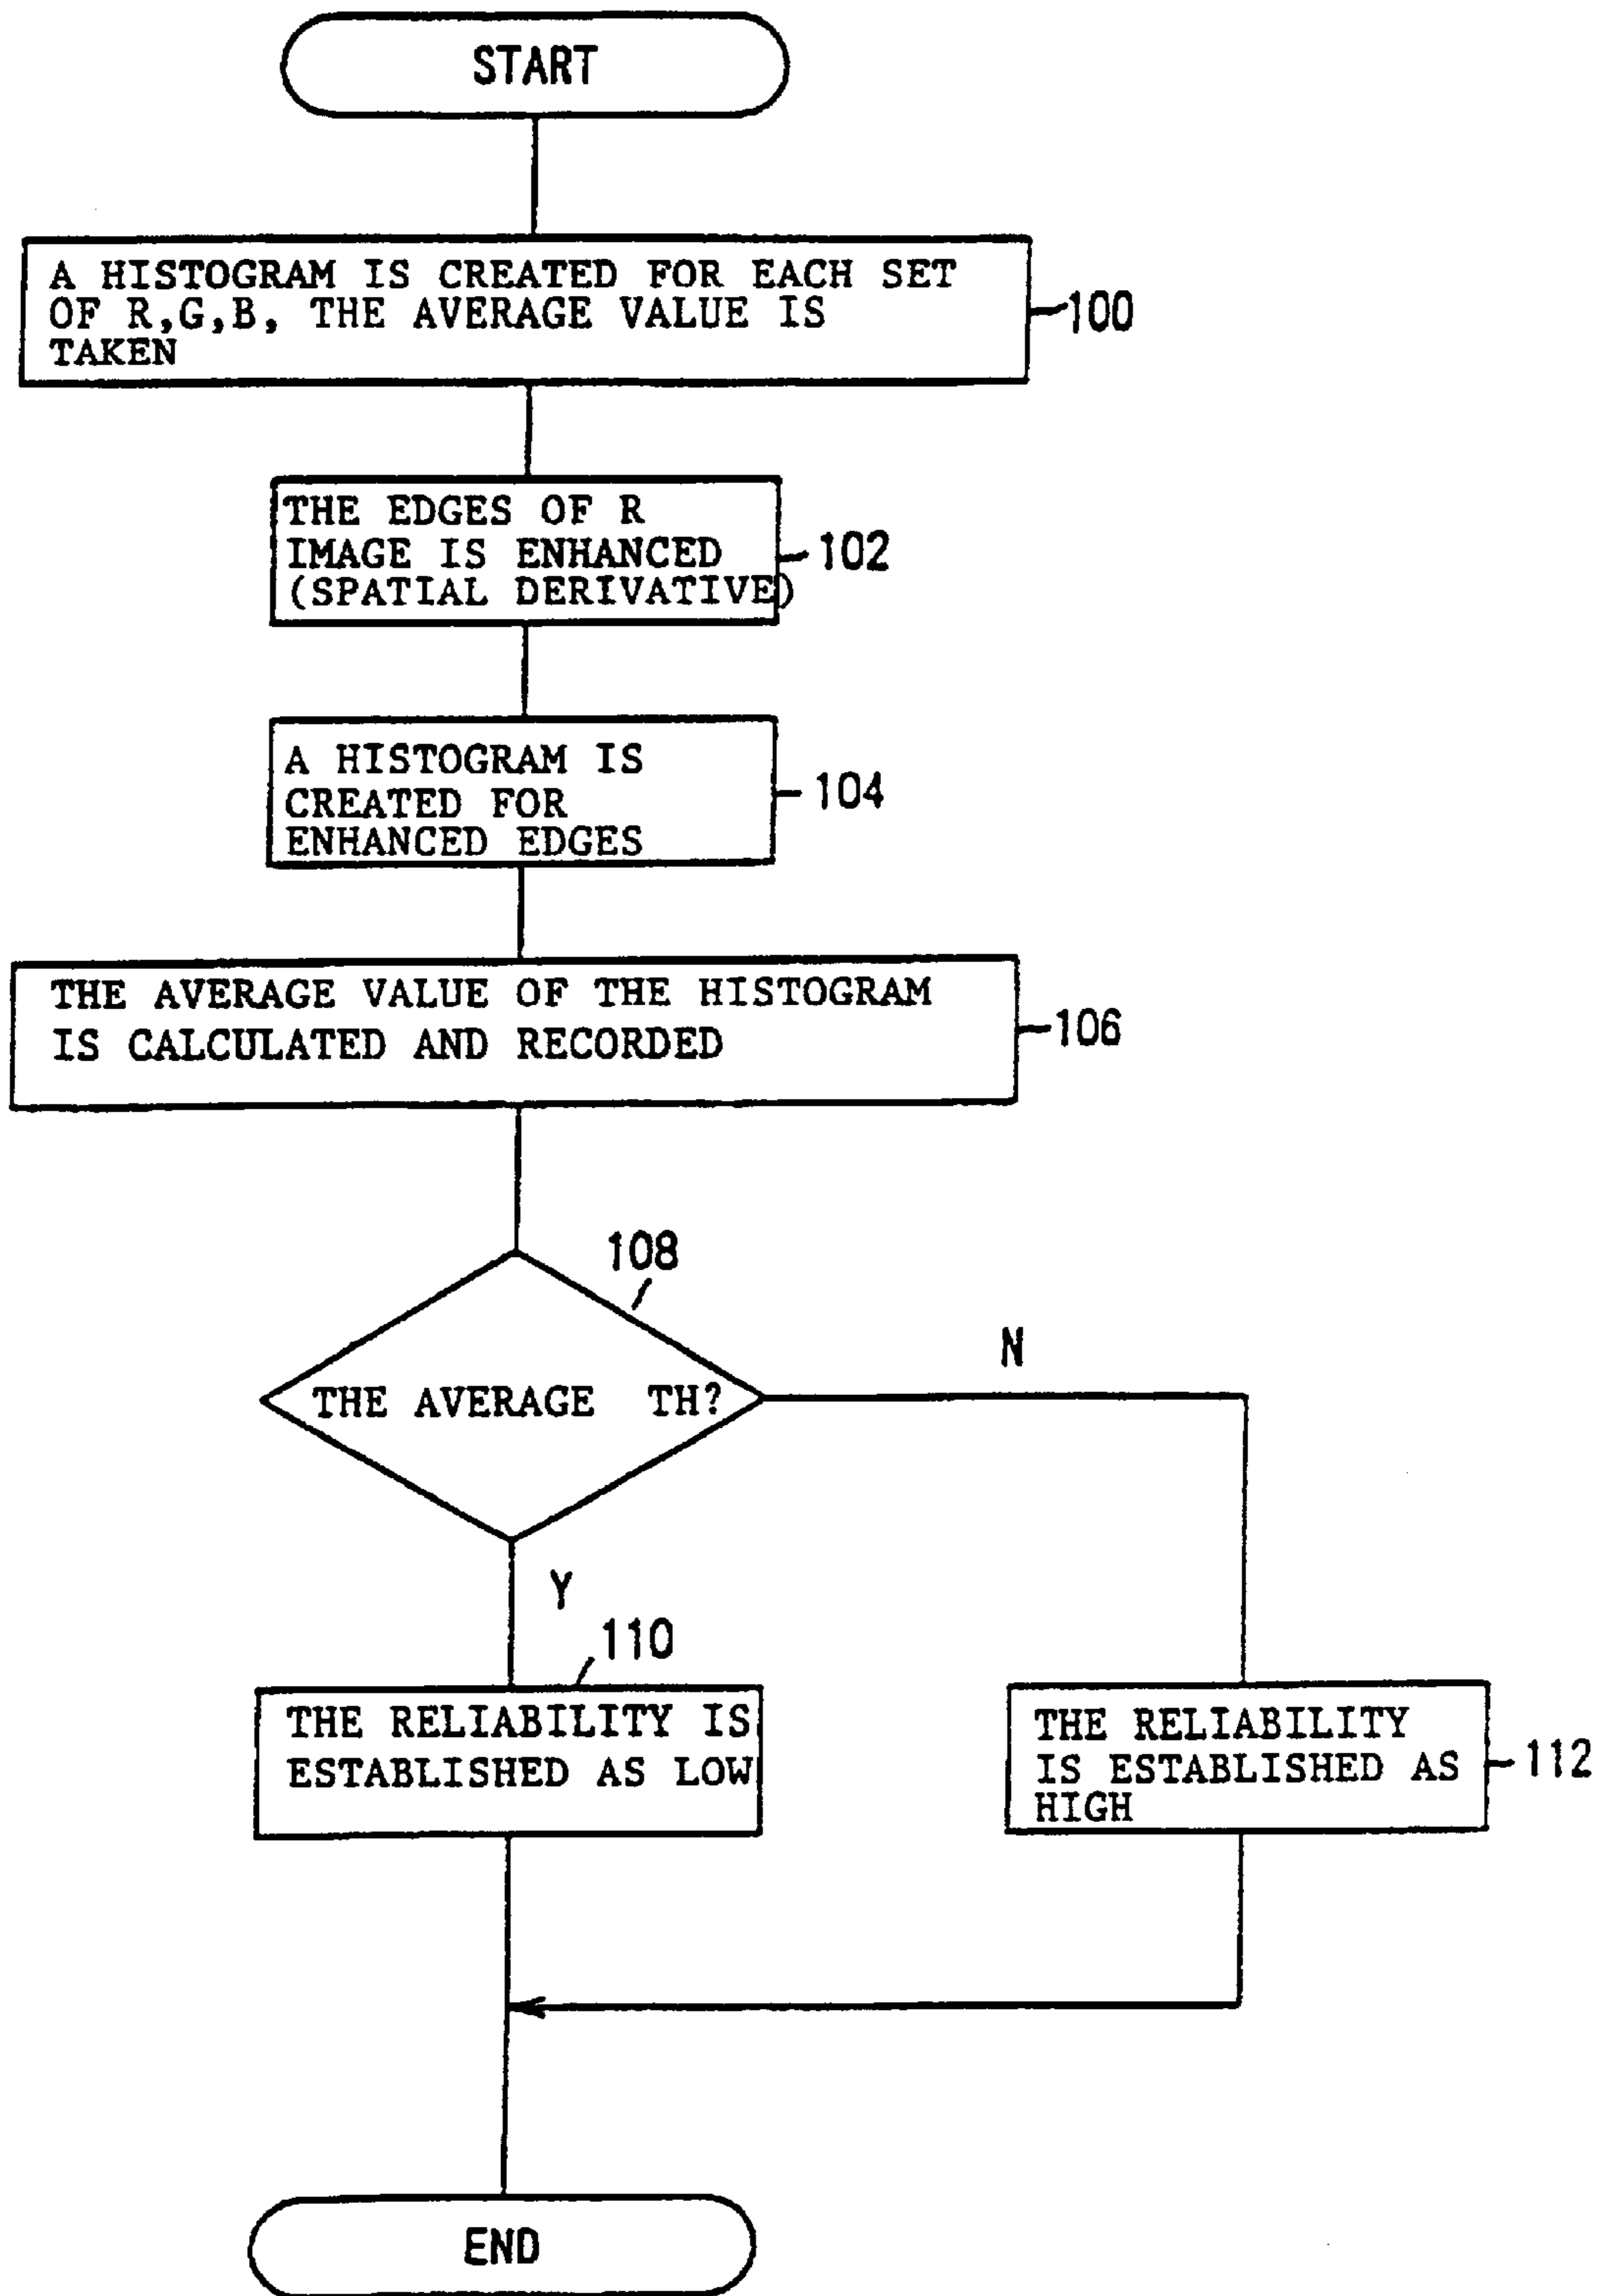 START
A HISTOGRAM IS CREATED FOR EACH SET
OF R,G,B, THE AVERAGE VALUE IS
TAKEN
100
THE EDGES OF R
IMAGE IS ENHANCED
(SPATIAL DERIVATIVE)
102
A HISTOGRAM IS
CREATED FOR
ENHANCED EDGES
104
THE AVERAGE VALUE OF THE HISTOGRAM
IS CALCULATED AND RECORDED
106
108
THE AVERAGE TH?
N
Y
110
THE RELIABILITY IS
ESTABLISHED AS LOW
THE RELIABILITY
IS ESTABLISHED AS
HIGH
112
END